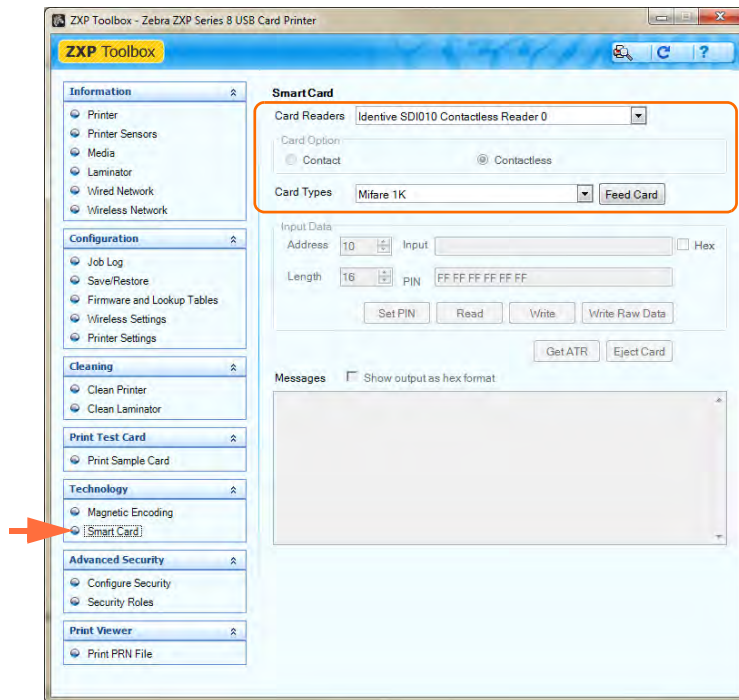 ZXP Toolbox - Zebra ZXP Series 8 USB Card Printer
ZXP Toolbox
?
Information
Printer
Printer Sensors
Media
Laminator
Wired Network
Wireless Network
Configuration
Job Log
Save/Restore
Firmware and Lookup Tables
Wireless Settings
Printer Settings
Cleaning
Clean Printer
Clean Laminator
Print Test Card
Print Sample Card
Technology
Magnetic Encoding
Smart Card
Advanced Security
Configure Security
Security Roles
Print Viewer
Print PRN File
Smart Card
Card Readers Identive SDI010 Contactless Reader 0
Card Option
Contact Contactless
Card Types Mifare 1K Feed Card
Input Data
Address 10 Input Hex
Length 16 PIN FF FF FF FF FF FF
Set PIN Read Write Write Raw Data
Get ATR Eject Card
Messages Show output as hex format